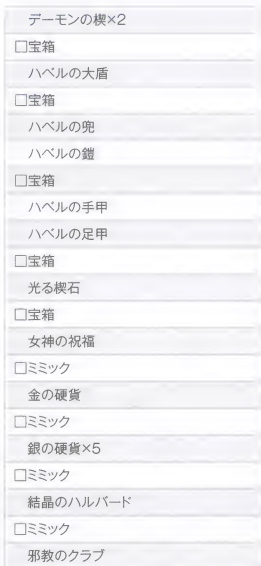 デーモンの楔×2
□宝箱
ハベルの大盾
□宝箱
ハベルの兜
ハベルの鎧
□宝箱
ハベルの手甲
ハベルの足甲
□宝箱
光る楔石
□宝箱
女神の祝福
□ミミック
金の硬貨
□ミミック
銀の硬貨×5
□ミミック
結晶のハルバード
□ミミック
邪教のクラブ